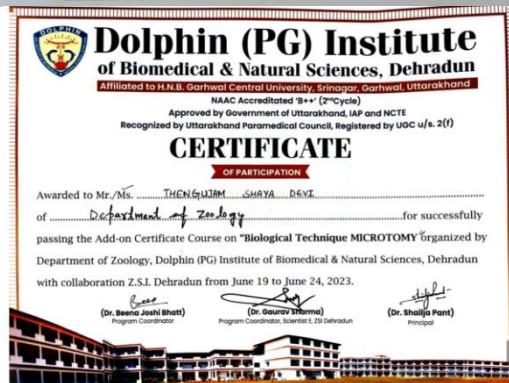 DOLPHIN
Dolphin (PG) Institute
of Biomedical & Natural Sciences, Dehradun
Affiliated to H.N.B. Garhwal Central University, Srinagar, Garhwal, Uttarakhand
NAAC Accredited 'B++' (2ndCycle)
Approved by Government of Uttarakhand, IAP and NCTE
Recognized by Uttarakhand Paramedical Council, Registered by UGC u/s. 2(f)
CERTIFICATE
OF PARTICIPATION
Awarded to Mr./Ms. THENGUJAM SHAYA DEVI
of Department of Zoology for successfully
passing the Add-on Certificate Course on "Biological Technique MICROTOMY" organized by
Department of Zoology, Dolphin (PG) Institute of Biomedical & Natural Sciences, Dehradun
with collaboration Z.S.I. Dehradun from June 19 to June 24, 2023.
(Dr. Beena Joshi Bhatt) (Dr. Gaurav Sharma) (Dr. Shailja Pant)
Program Coordinator Program Coordinator, Scientist E, ZSI Dehradun Principal